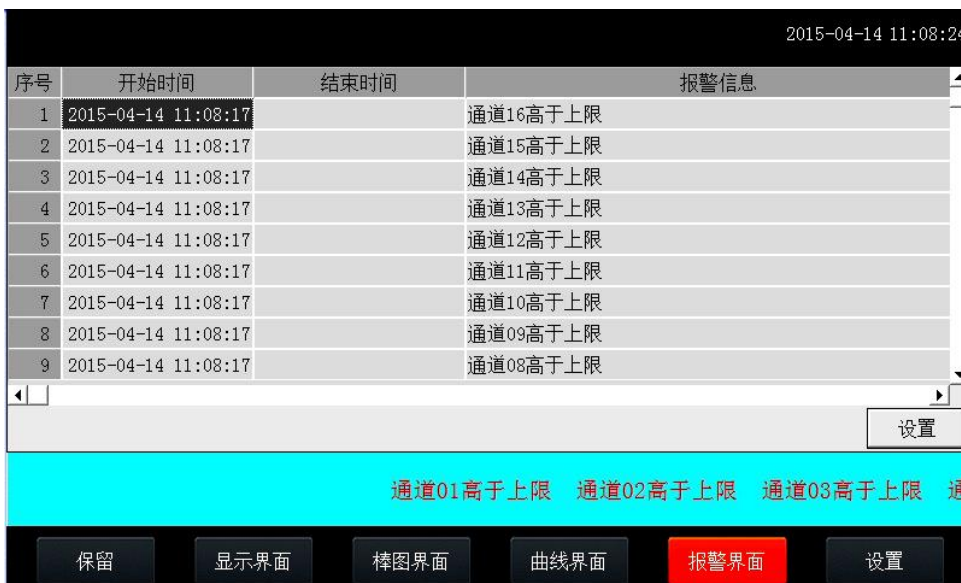 2015-04-14 11:08:24
序号 开始时间 结束时间 报警信息
1 2015-04-14 11:08:17 通道16高于上限
2 2015-04-14 11:08:17 通道15高于上限
3 2015-04-14 11:08:17 通道14高于上限
4 2015-04-14 11:08:17 通道13高于上限
5 2015-04-14 11:08:17 通道12高于上限
6 2015-04-14 11:08:17 通道11高于上限
7 2015-04-14 11:08:17 通道10高于上限
8 2015-04-14 11:08:17 通道09高于上限
9 2015-04-14 11:08:17 通道08高于上限
设置
通道01高于上限 通道02高于上限 通道03高于上限 通
保留 显示界面 棒图界面 曲线界面 报警界面 设置